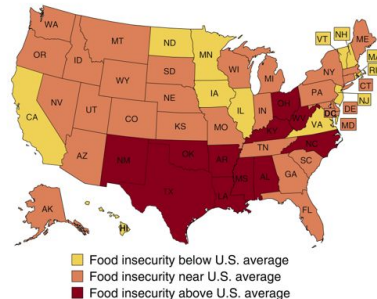 WA
MT
ND
MN
VT
NH
ME
OR
ID
SD
WI
MI
NY
MA
RI
WY
IA
NE
PA
CT
NJ
NV
UT
CO
IL
IN
OH
WV
DE
DC
MD
CA
KS
MO
KY
VA
AZ
NM
OK
AR
TN
NC
SC
TX
LA
MS
AL
GA
FL
AK
HI
Food insecurity below U.S. average
Food insecurity near U.S. average
Food insecurity above U.S. average